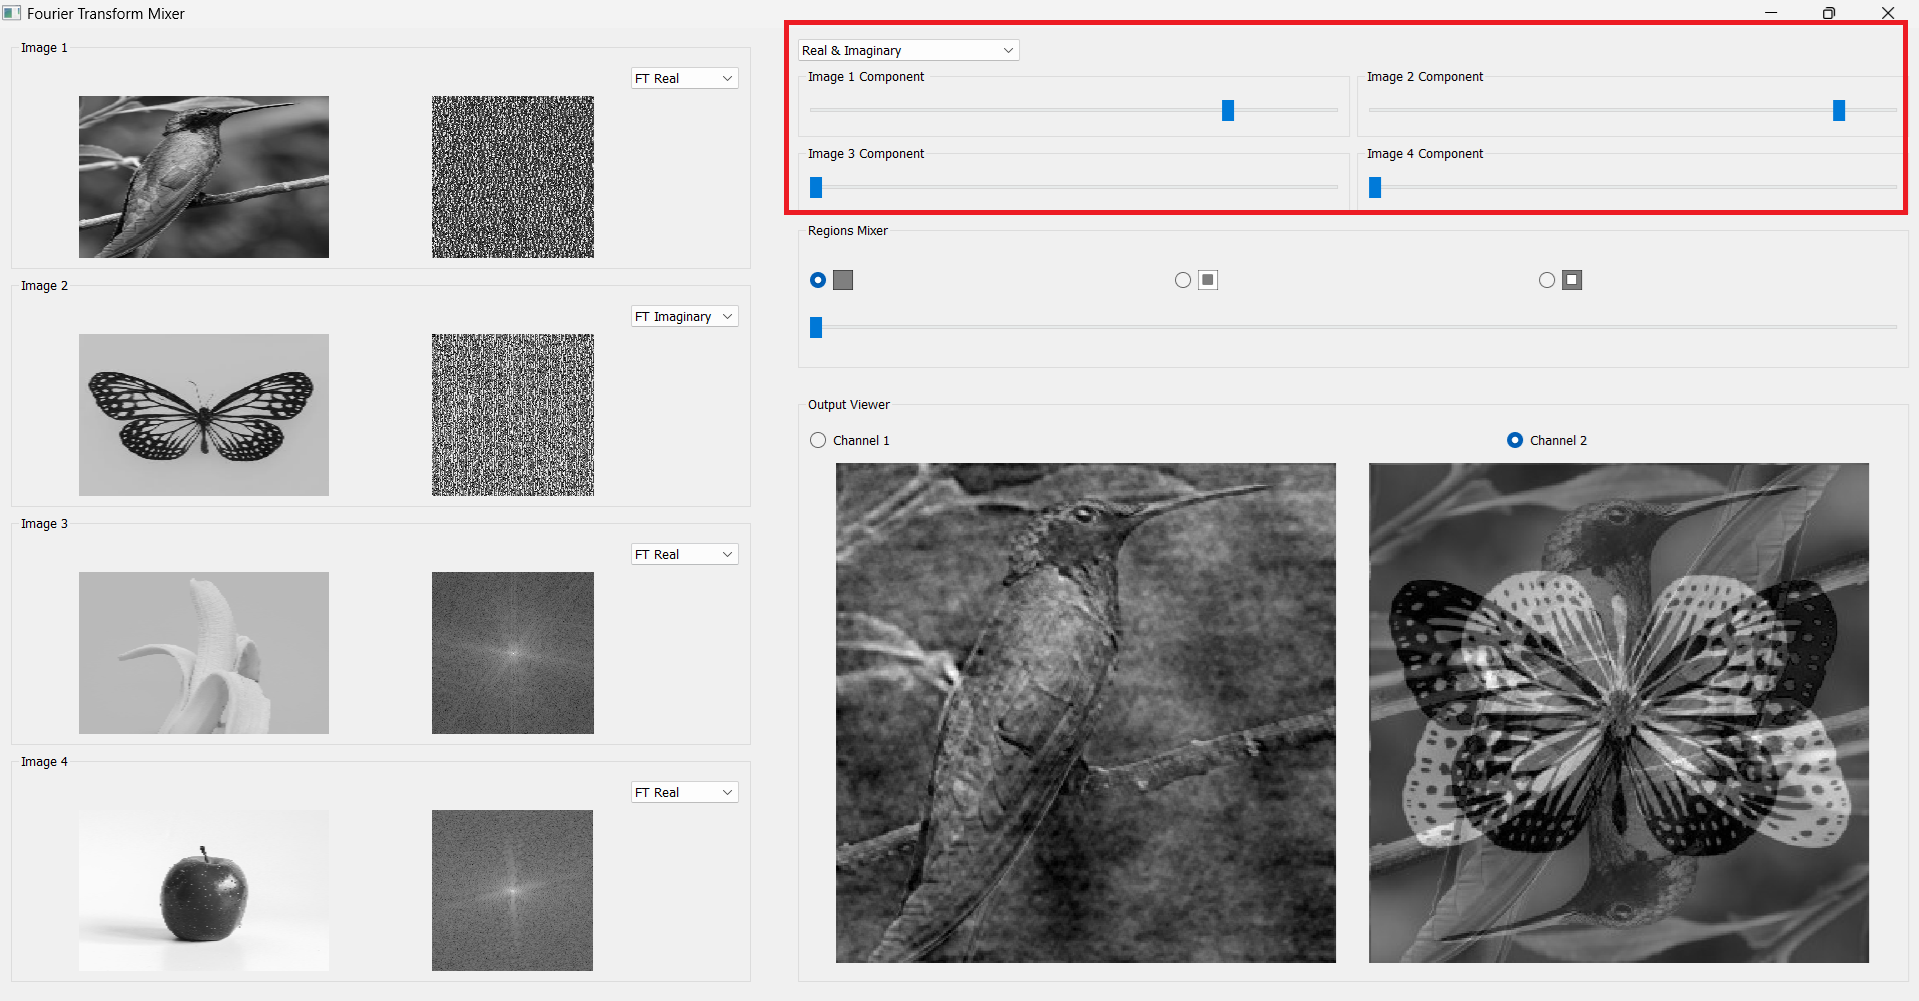 Fourier Transform Mixer
Image 1
FT Real
Image 2
FT Imaginary
Image 3
FT Real
Image 4
FT Real
Real & Imaginary
Image 1 Component
Image 2 Component
Image 3 Component
Image 4 Component
Regions Mixer
Output Viewer
Channel 1
Channel 2